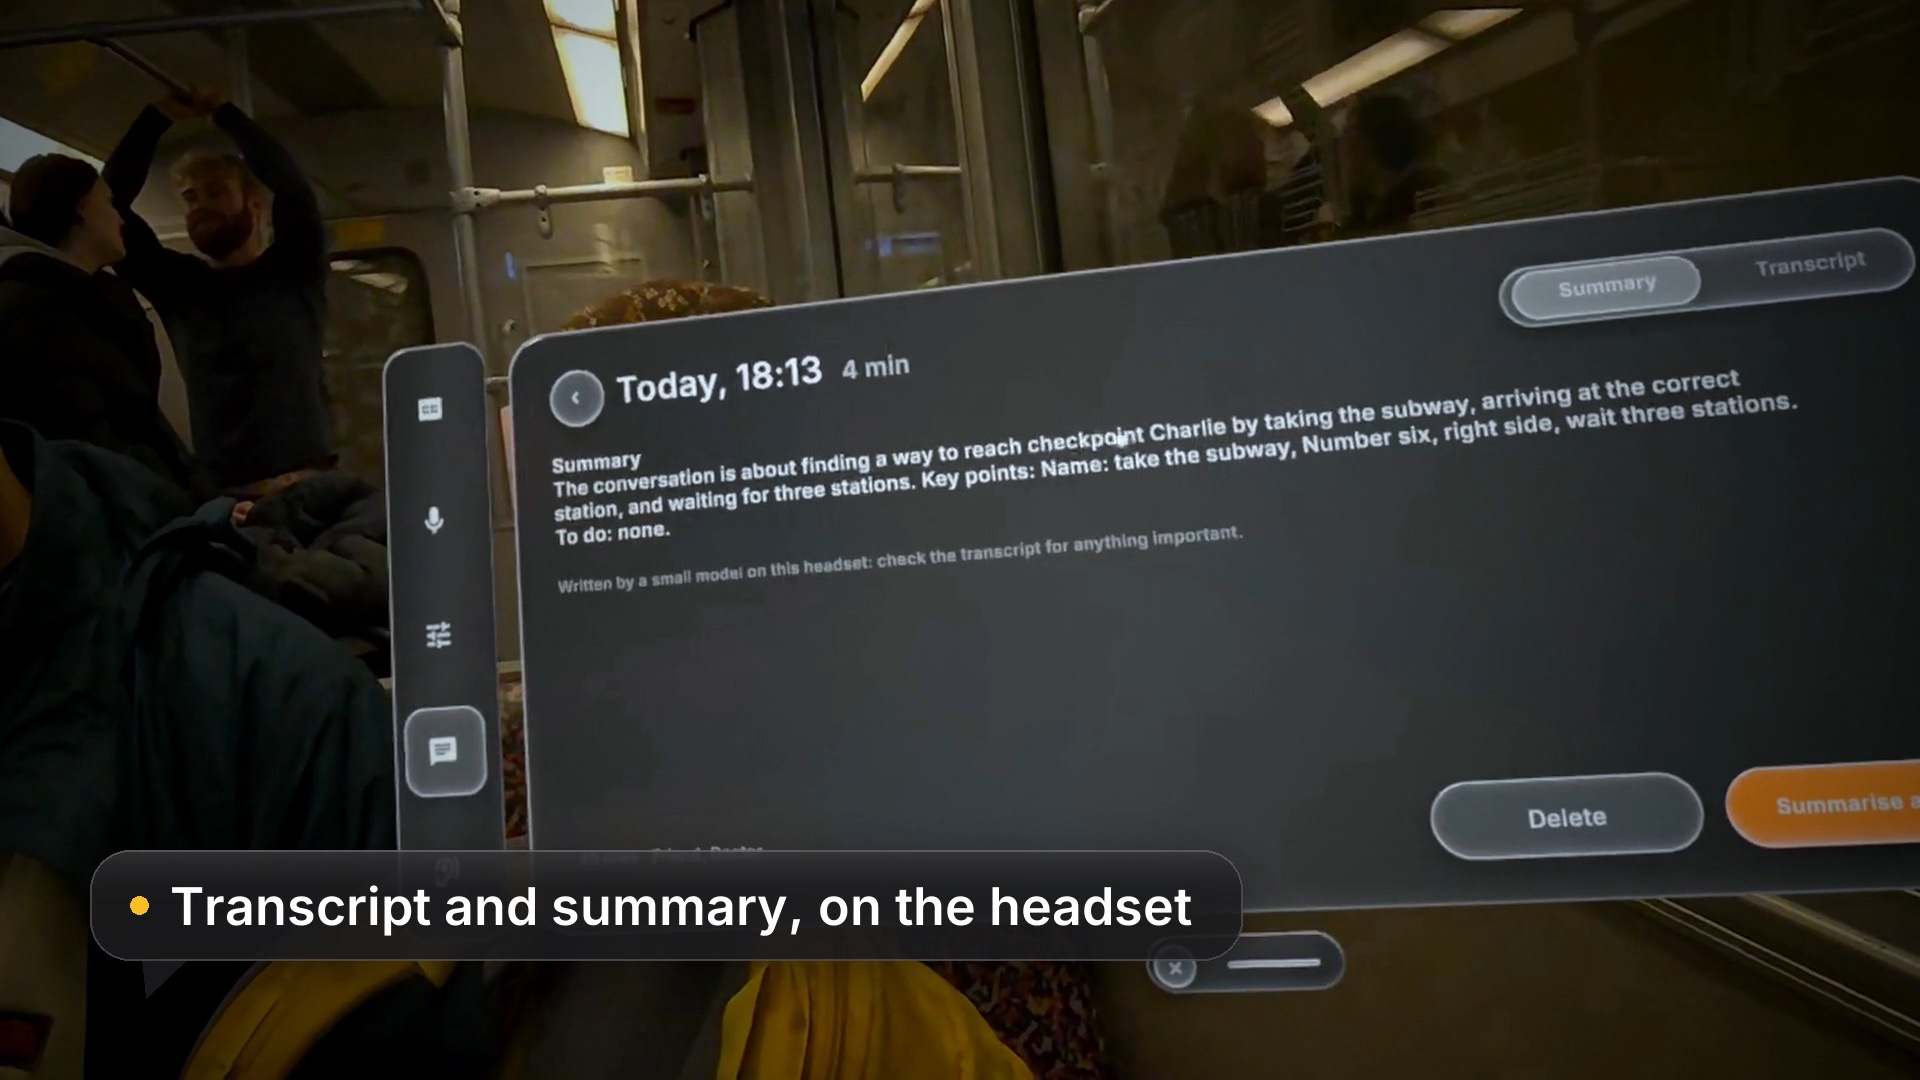 Summary
Transcript
Today, 18:13 4 min
Summary
The conversation is about finding a way to reach checkpoint Charlie by taking the subway, arriving at the correct
station, and waiting for three stations. Key points: Name: take the subway, Number six, right side, wait three stations.
To do: none.
Written by a small model on this headset: check the transcript for anything important.
Delete
Summarise
Transcript and summary, on the headset